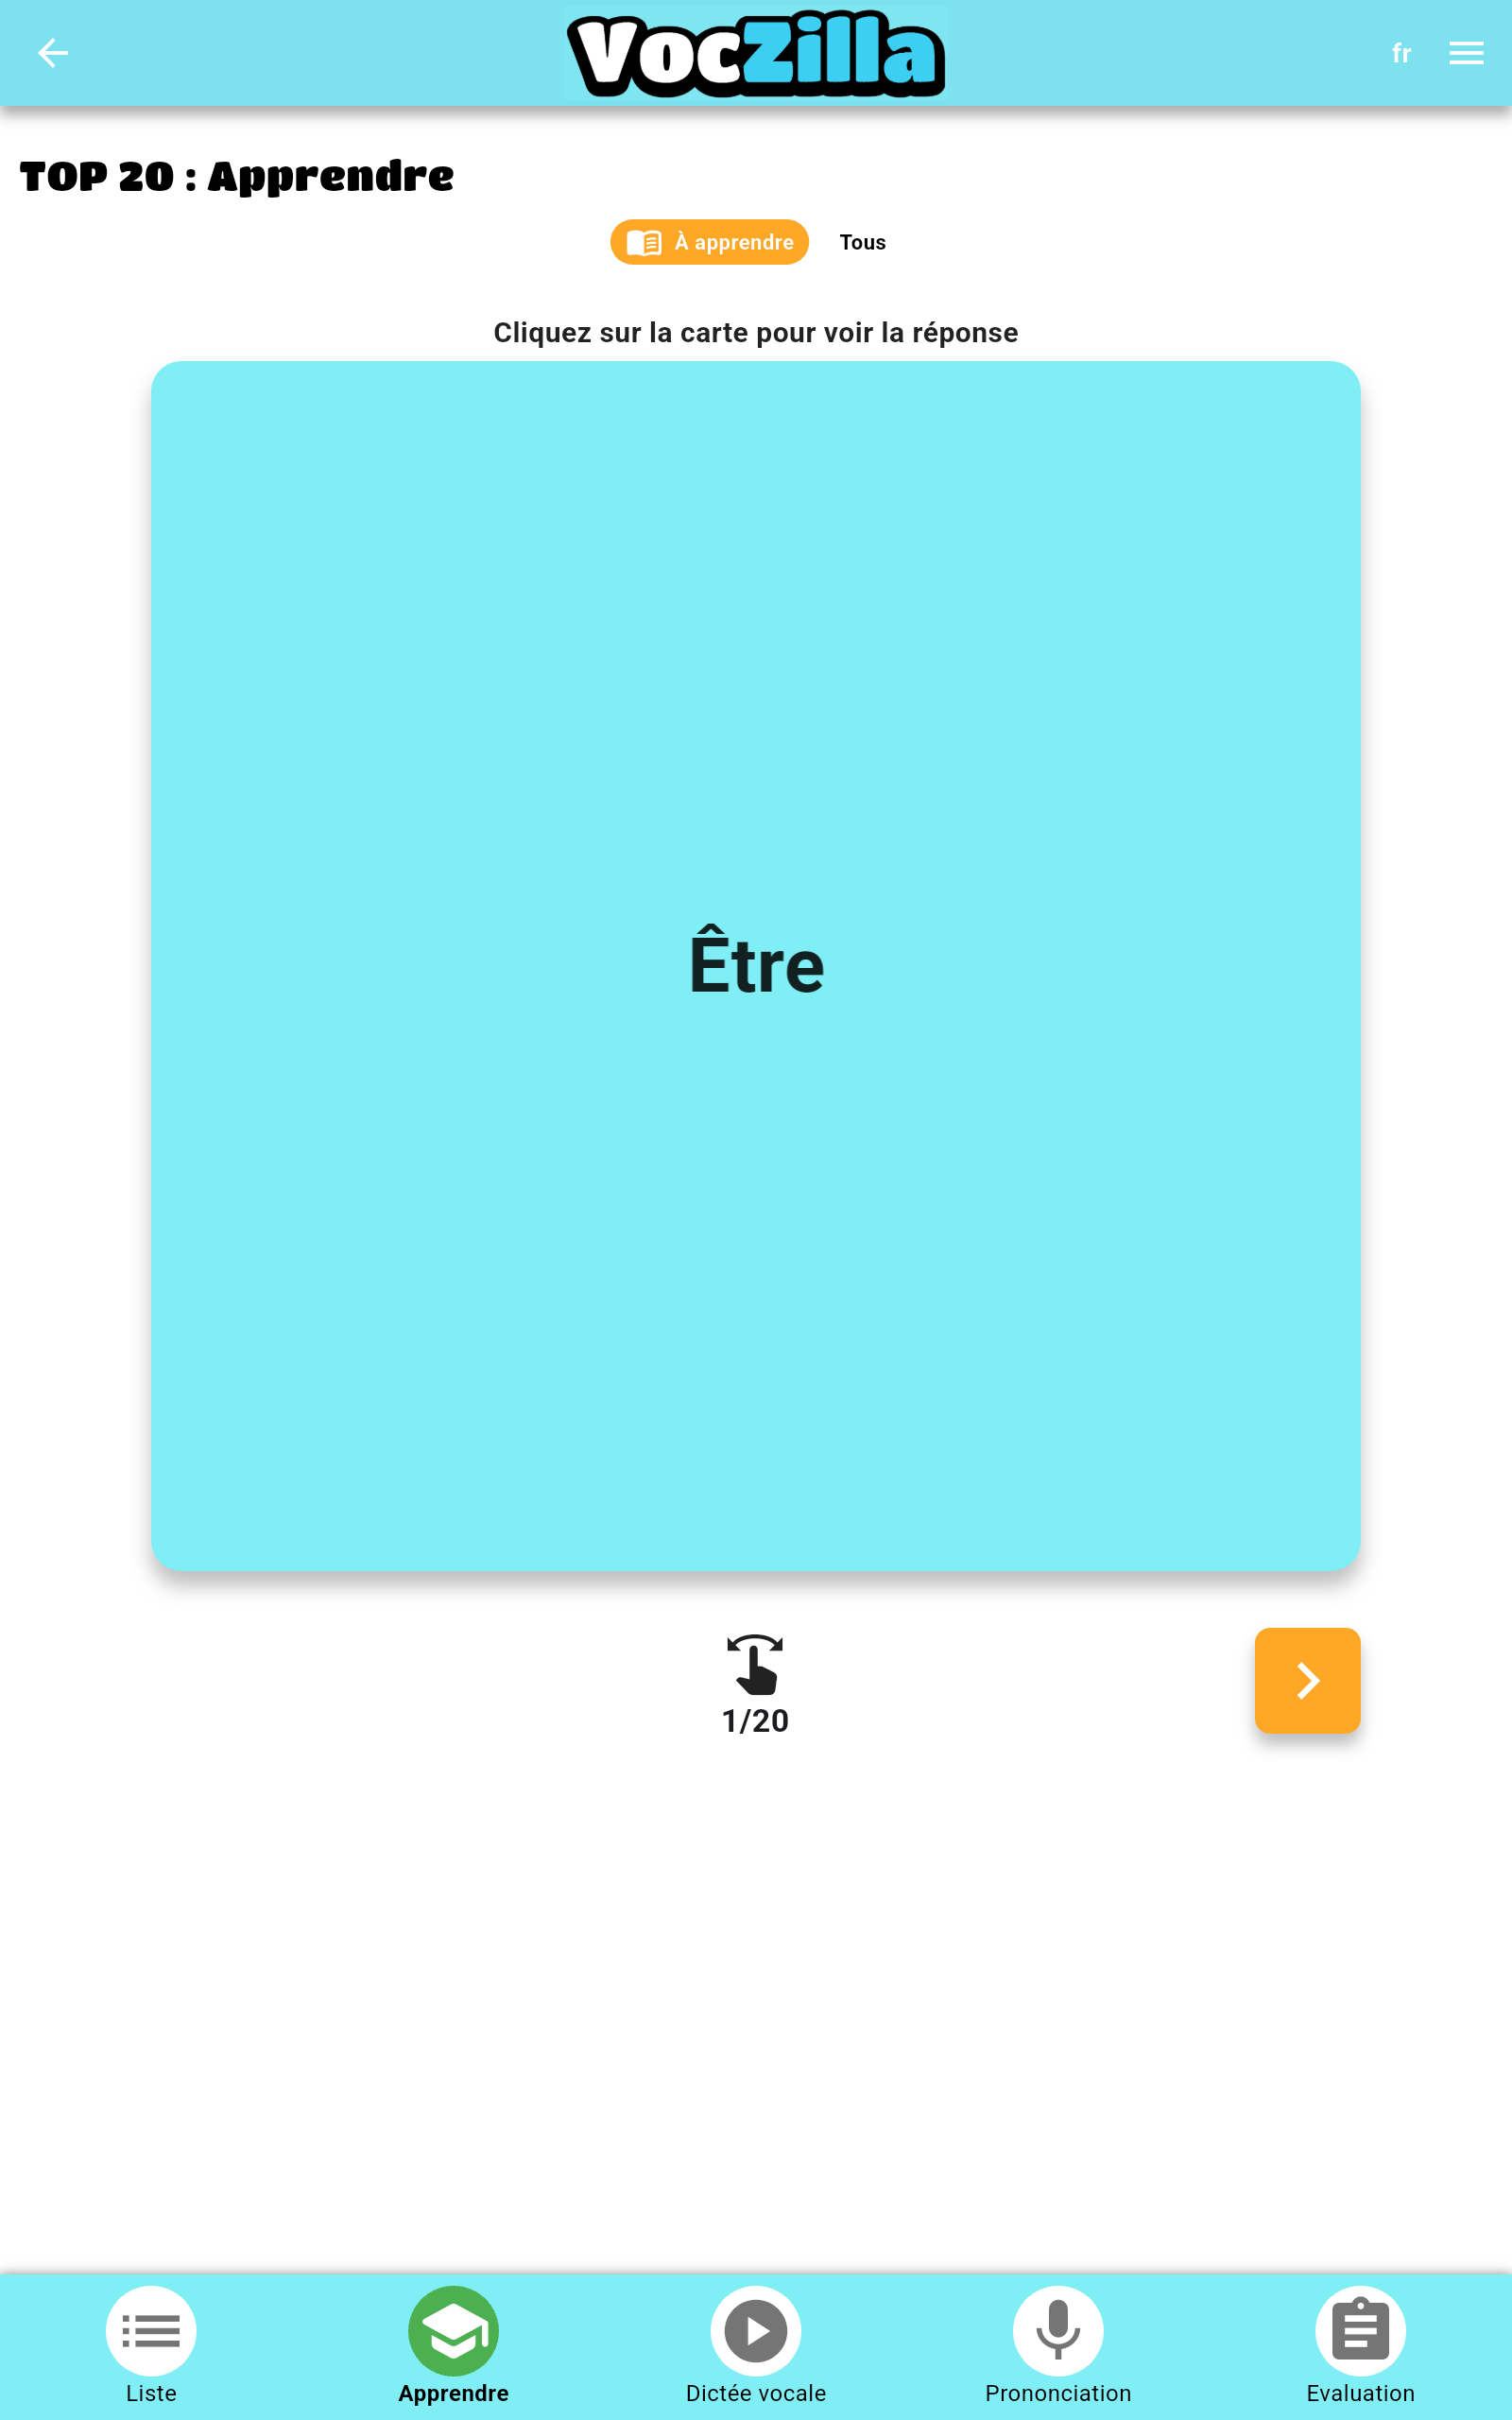 VocZilla
fr
TOP 20 : Apprendre
À apprendre
Tous
Cliquez sur la carte pour voir la réponse
Être
1/20
Liste
Apprendre
Dictée vocale
Prononciation
Evaluation